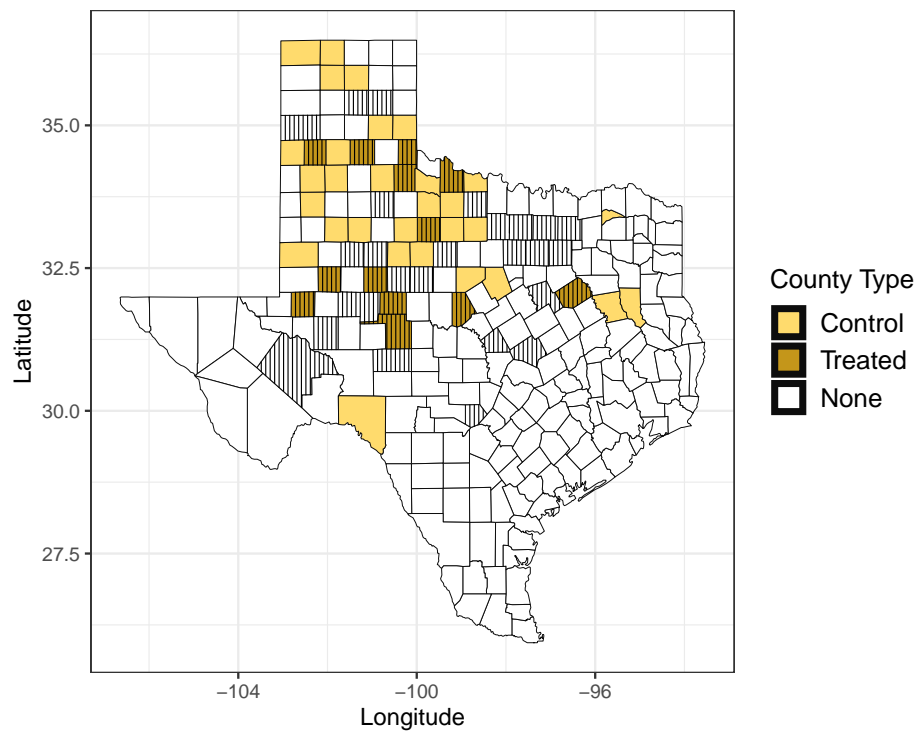 35.0
32.5
30.0
27.5
Latitude
−104
−100
−96
Longitude
County Type
Control
Treated
None